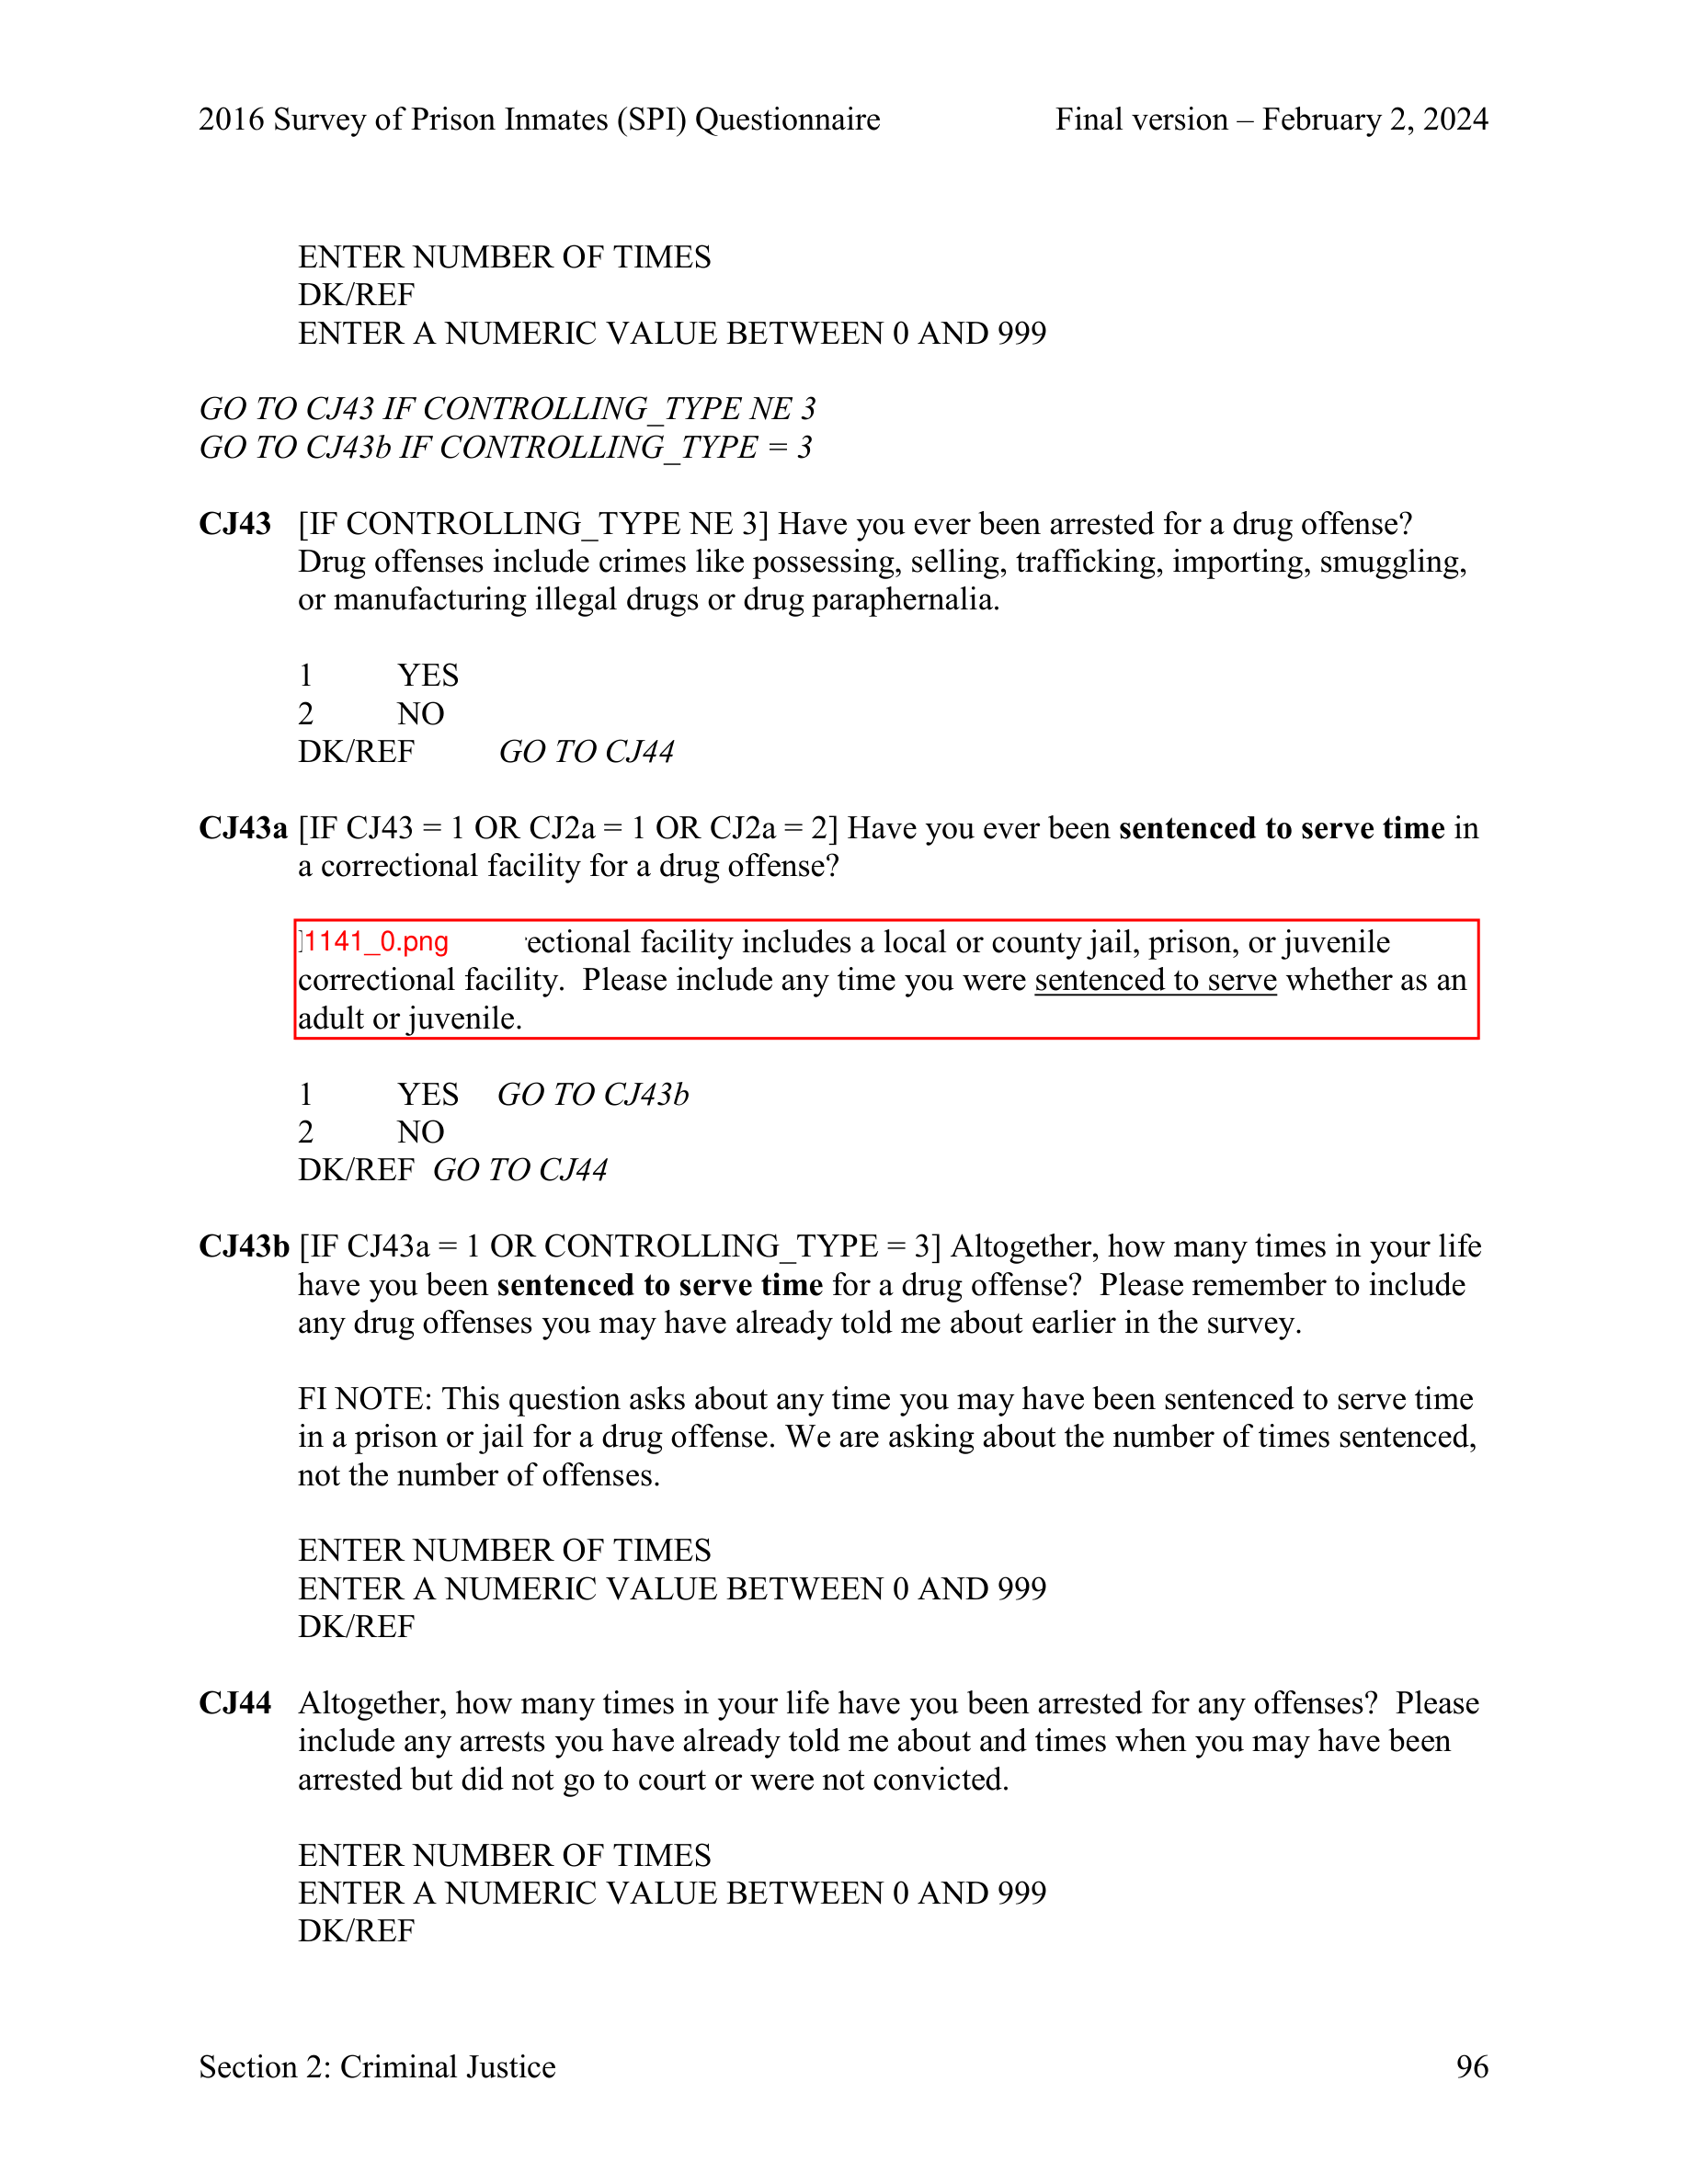 2016 Survey of Prison Inmates (SPI) Questionnaire Final version – February 2, 2024
ENTER NUMBER OF TIMES
DK/REF
ENTER A NUMERIC VALUE BETWEEN 0 AND 999
GO TO CJ43 IF CONTROLLING_TYPE NE 3
GO TO CJ43b IF CONTROLLING_TYPE = 3
CJ43 [IF CONTROLLING_TYPE NE 3] Have you ever been arrested for a drug offense?
Drug offenses include crimes like possessing, selling, trafficking, importing, smuggling,
or manufacturing illegal drugs or drug paraphernalia.
1 YES
2 NO
DK/REF GO TO CJ44
CJ43a [IF CJ43 = 1 OR CJ2a = 1 OR CJ2a = 2] Have you ever been sentenced to serve time in
a correctional facility for a drug offense?
1141_0.png ectional facility includes a local or county jail, prison, or juvenile
correctional facility. Please include any time you were sentenced to serve whether as an
adult or juvenile.
1 YES GO TO CJ43b
2 NO
DK/REF GO TO CJ44
CJ43b [IF CJ43a = 1 OR CONTROLLING_TYPE = 3] Altogether, how many times in your life
have you been sentenced to serve time for a drug offense? Please remember to include
any drug offenses you may have already told me about earlier in the survey.
FI NOTE: This question asks about any time you may have been sentenced to serve time
in a prison or jail for a drug offense. We are asking about the number of times sentenced,
not the number of offenses.
ENTER NUMBER OF TIMES
ENTER A NUMERIC VALUE BETWEEN 0 AND 999
DK/REF
CJ44 Altogether, how many times in your life have you been arrested for any offenses? Please
include any arrests you have already told me about and times when you may have been
arrested but did not go to court or were not convicted.
ENTER NUMBER OF TIMES
ENTER A NUMERIC VALUE BETWEEN 0 AND 999
DK/REF
Section 2: Criminal Justice 96